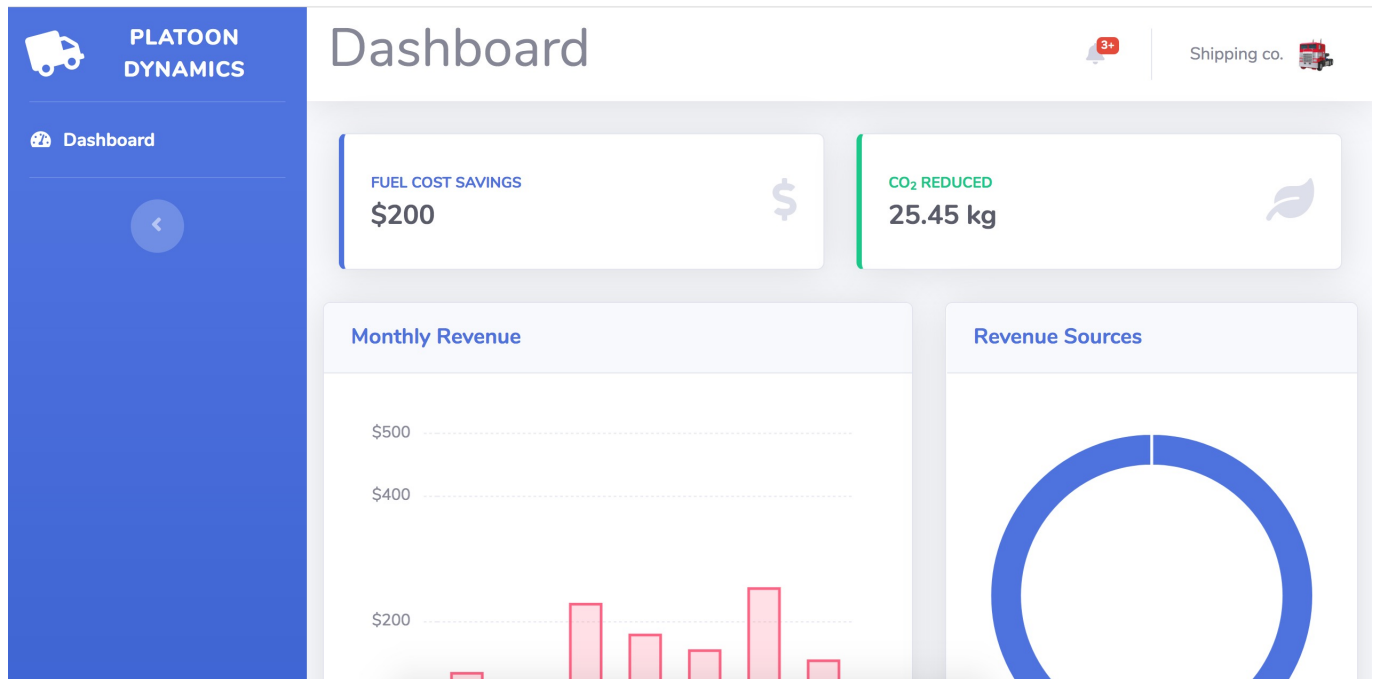 PLATOON
DYNAMICS
Dashboard
Dashboard
3+
Shipping co.
FUEL COST SAVINGS
$200
$
CO₂ REDUCED
25.45 kg
Monthly Revenue
$500
$400
$200
Revenue Sources